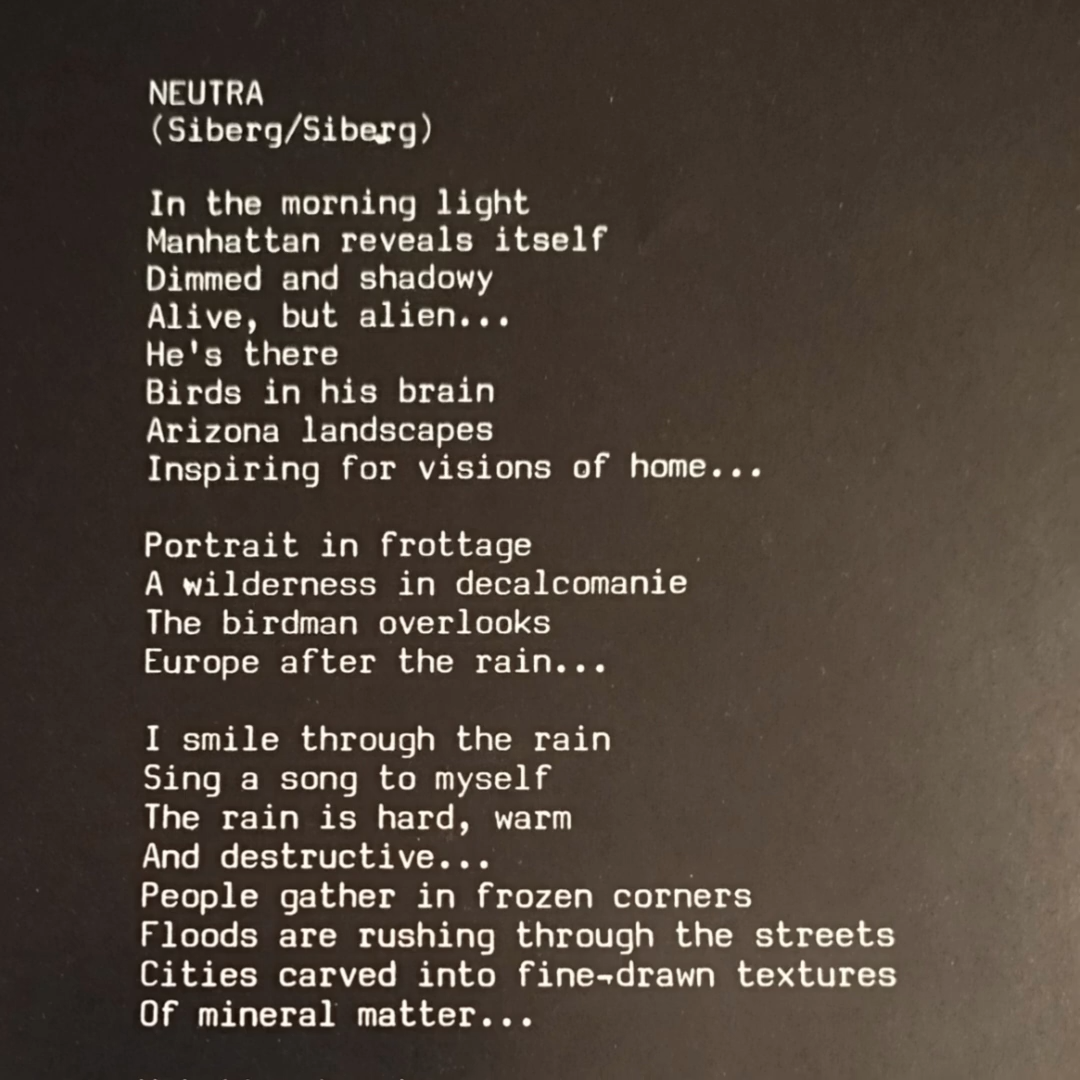 NEUTRA
(Siberg/Siberg)
In the morning light
Manhattan reveals itself
Dimmed and shadowy
Alive, but alien...
He's there
Birds in his brain
Arizona landscapes
Inspiring for visions of home...
Portrait in frottage
A wilderness in decalcomanie
The birdman overlooks
Europe after the rain...
I smile through the rain
Sing a song to myself
The rain is hard, warm
And destructive...
People gather in frozen corners
Floods are rushing through the streets
Cities carved into fine-drawn textures
Of mineral matter...